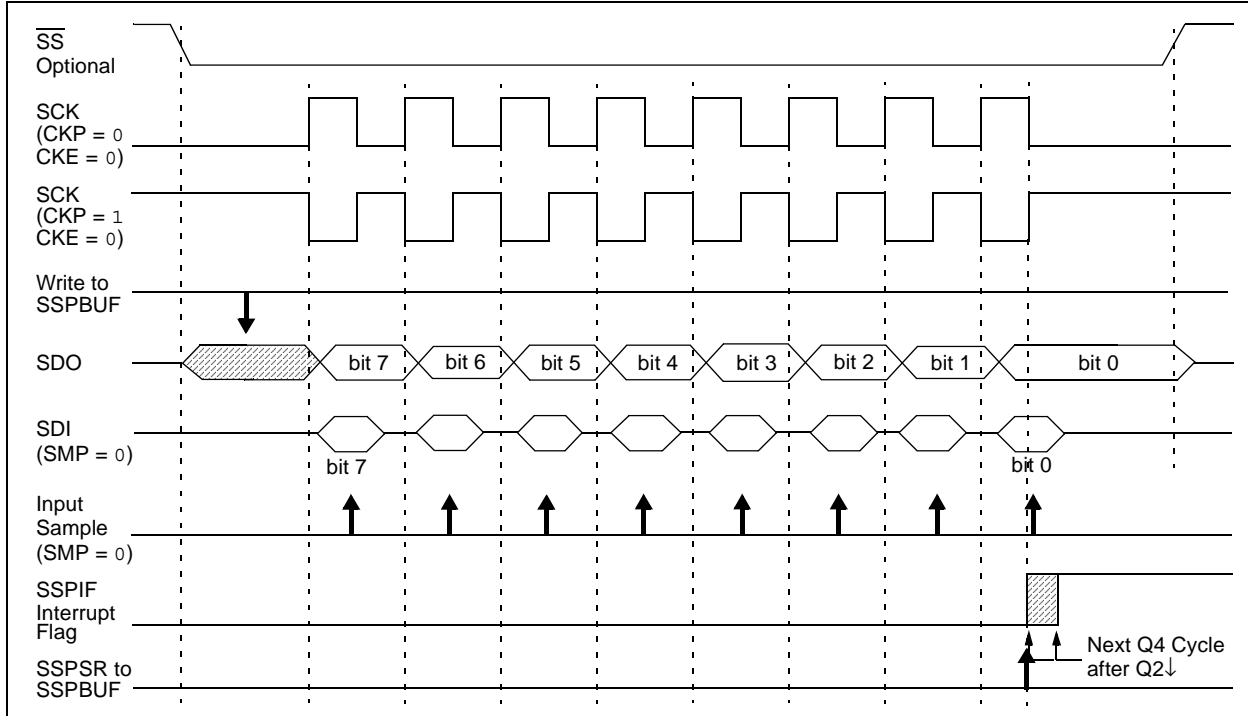 SS
Optional
SCK
(CKP = 0
CKE = 0)
SCK
(CKP = 1
CKE = 0)
Write to
SSPBUF
SDO
bit 7
bit 6
bit 5
bit 4
bit 3
bit 2
bit 1
bit 0
SDI
(SMP = 0)
bit 7
bit 0
Input
Sample
(SMP = 0)
SSPIF
Interrupt
Flag
Next Q4 Cycle
after Q2↓
SSPSR to
SSPBUF